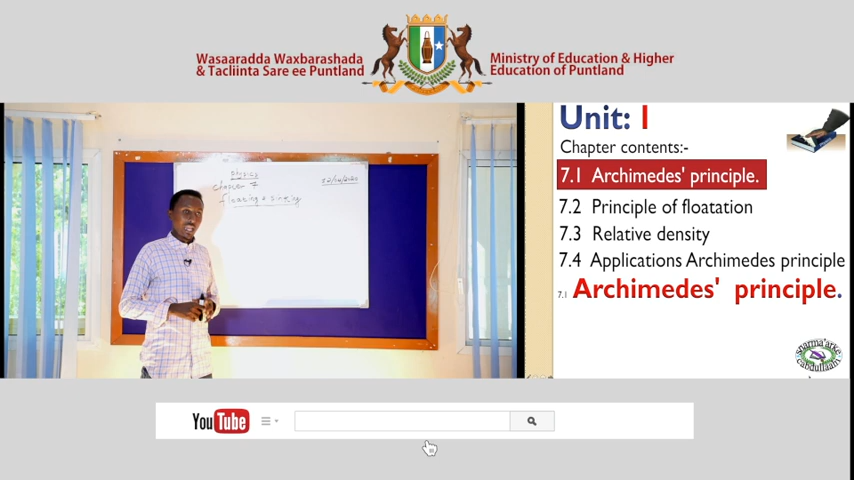 Wasaaradda Waxbarashada
& Tacliinta Sare ee Puntland
Ministry of Education & Higher
Education of Puntland
Physics
Chapter 7
floating & Sinking
Unit: 1
Chapter contents:-
7.1 Archimedes' principle.
7.2 Principle of floatation
7.3 Relative density
7.4 Applications Archimedes principle
7.1 Archimedes' principle.
YouTube